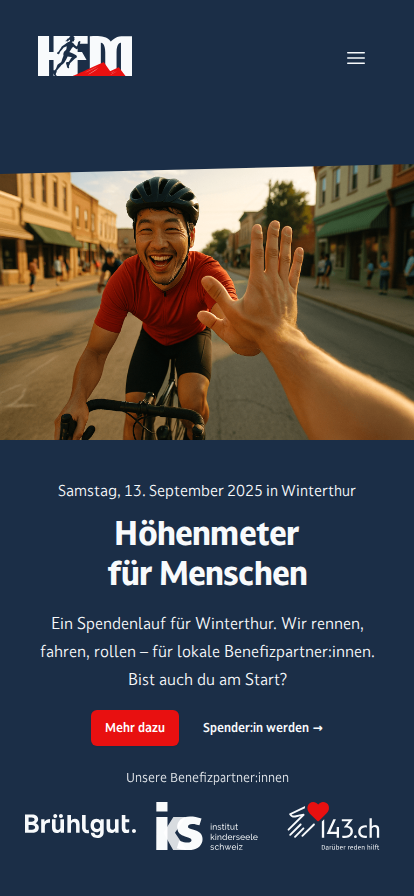 HFM
Samstag, 13. September 2025 in Winterthur
Höhenmeter
für Menschen
Ein Spendenlauf für Winterthur. Wir rennen,
fahren, rollen – für lokale Benefizpartner:innen.
Bist auch du am Start?
Mehr dazu
Spender:in werden →
Unsere Benefizpartner:innen
Brühlgut.
iks institut
kinderseele
schweiz
143.ch
Darüber reden hilft